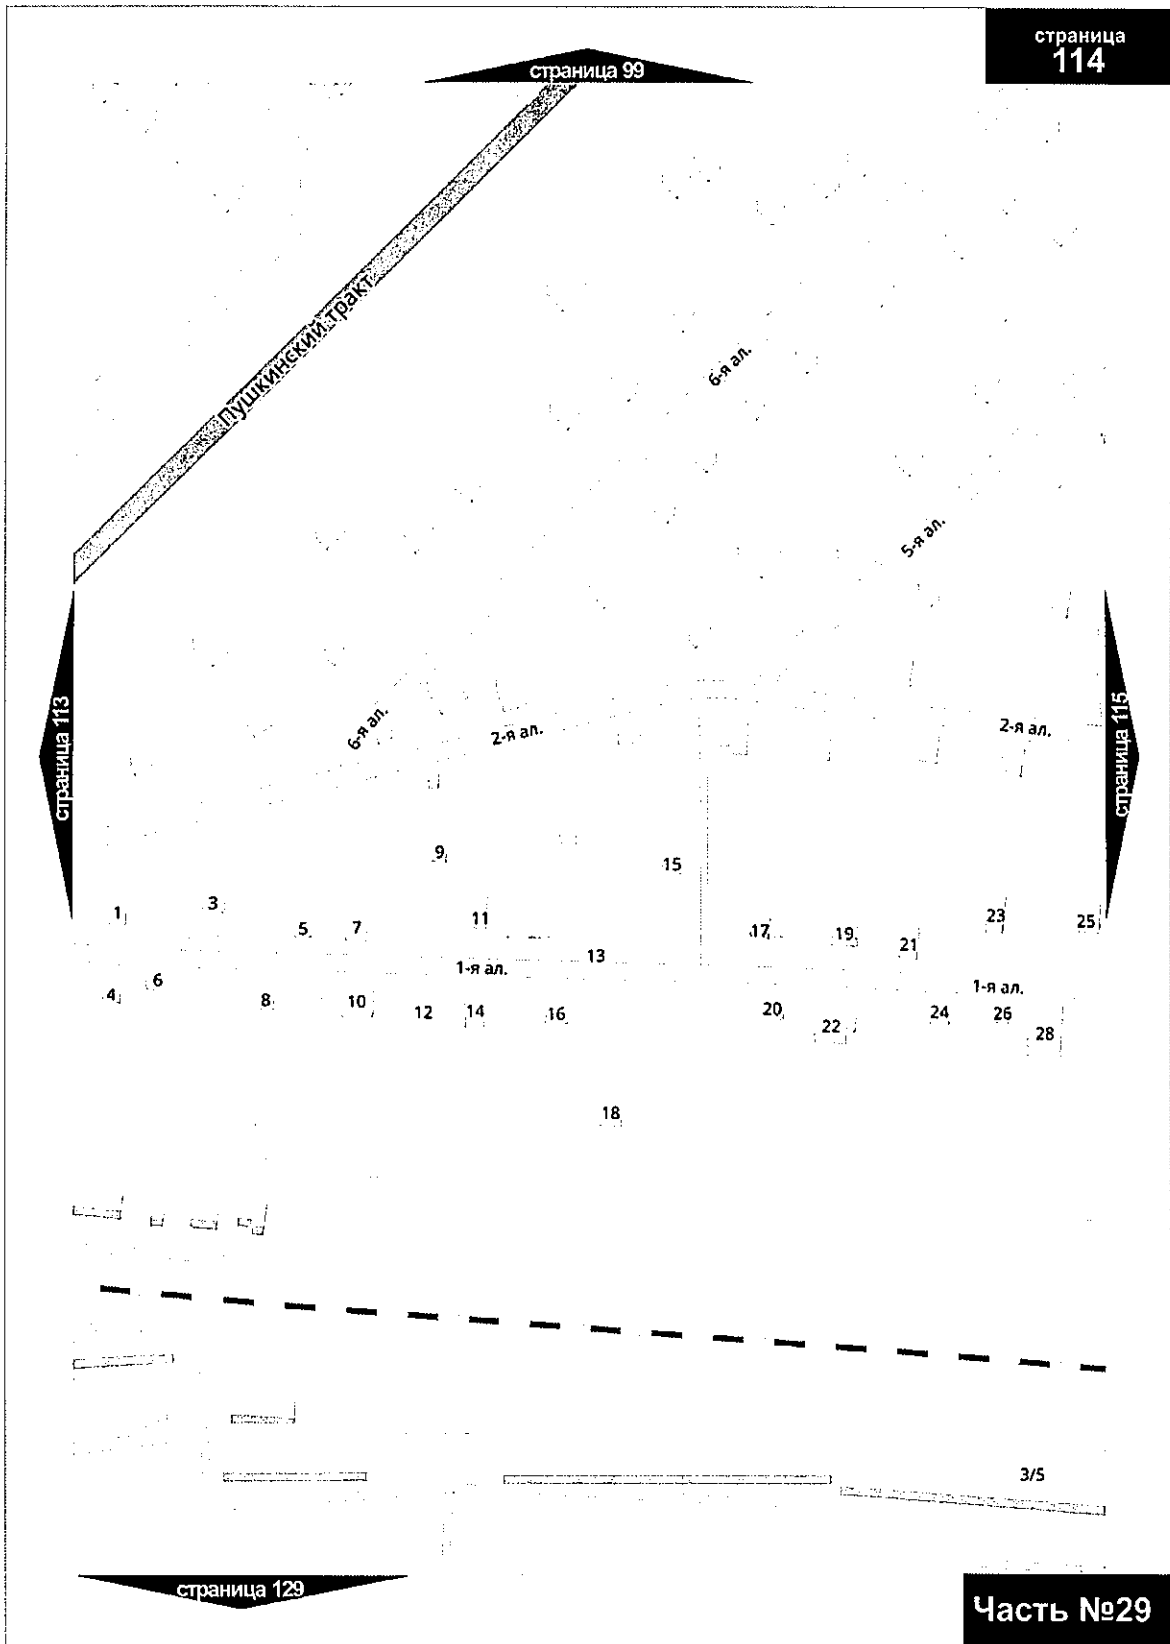 страница
114
страница 99
Пушкинский тракт
6-я ал.
5-я ал.
страница 113
6-я ал.
2-я ал.
2-я ал.
страница 115
9
15
1
3
5
7
11
13
17
19
21
23
25
1-я ал.
1-я ал.
4
6
8
10
12
14
16
20
22
24
26
28
18
3/5
страница 129
Часть №29